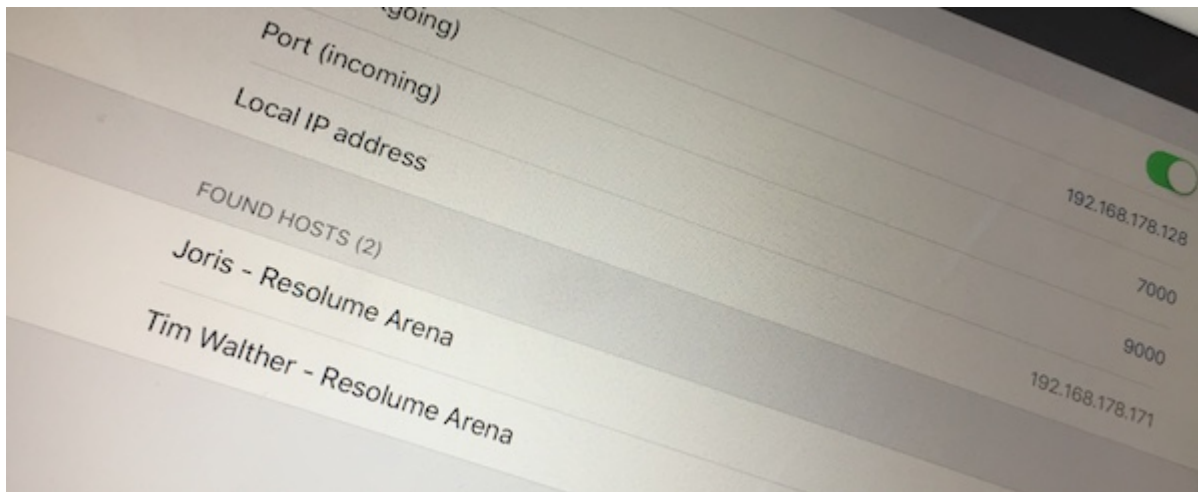 192.168.178.128
going) 7000
Port (incoming) 9000
Local IP address 192.168.178.171
FOUND HOSTS (2)
Joris - Resolume Arena
Tim Walther - Resolume Arena